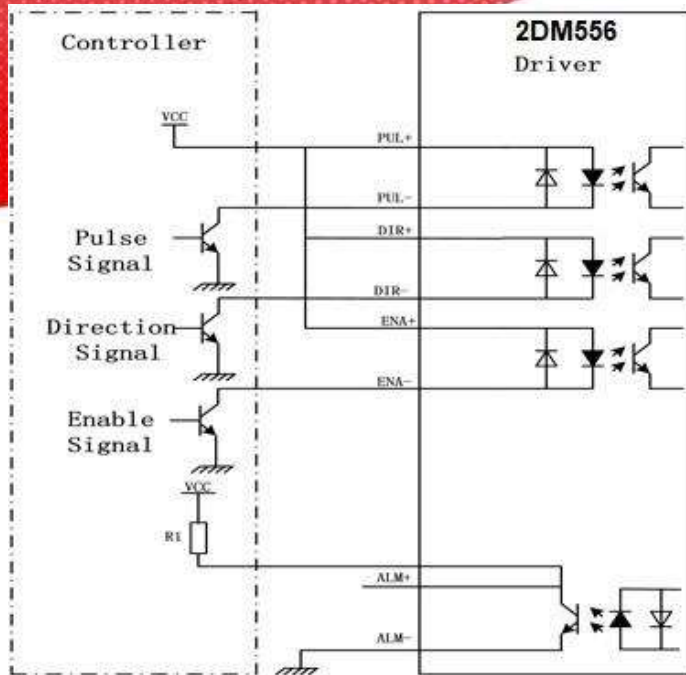 Controller
2DM556
Driver
VCC
PUL+
PUL-
Pulse
Signal
DIR+
DIR-
Direction
Signal
ENA+
ENA-
Enable
Signal
VCC
R1
ALM+
ALM-